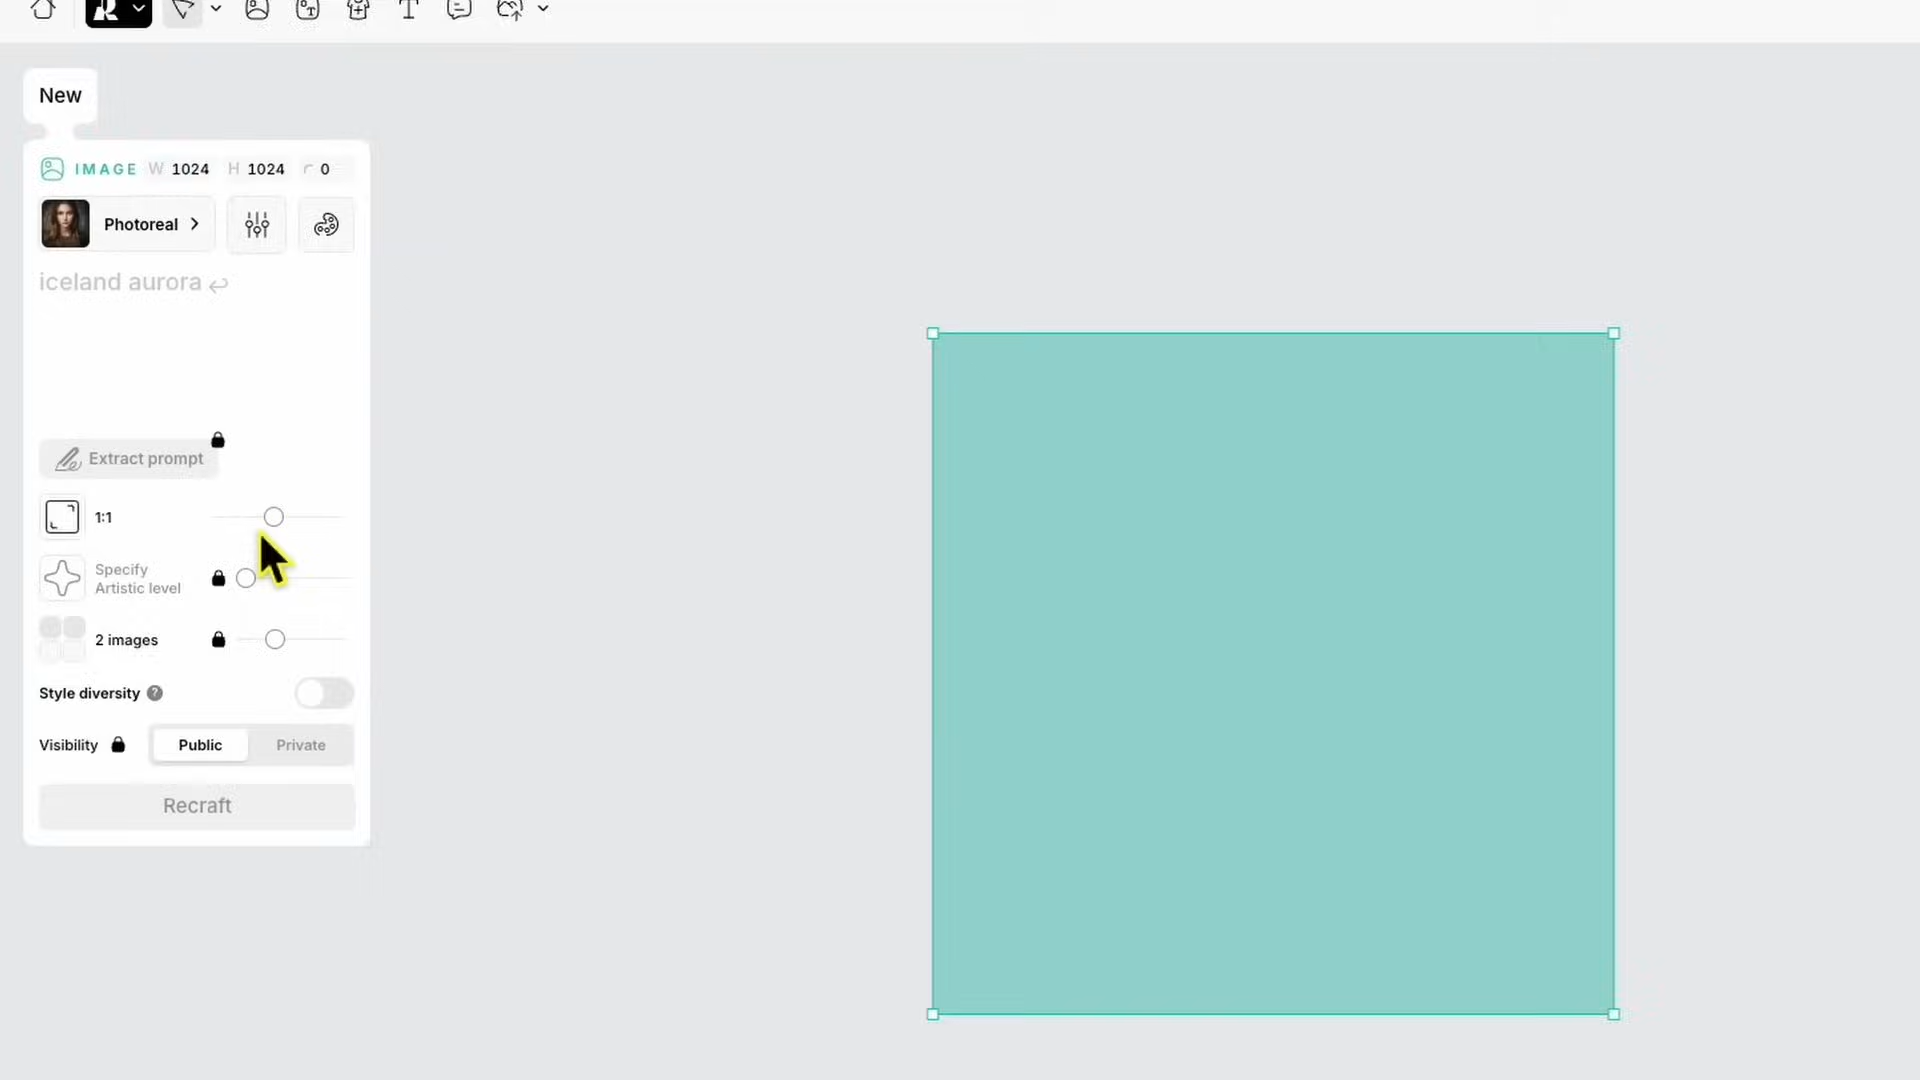 New
IMAGE W 1024 H 1024 0
Photoreal
iceland aurora
Extract prompt
1:1
Specify
Artistic level
2 images
Style diversity ?
Visibility Public Private
Recraft